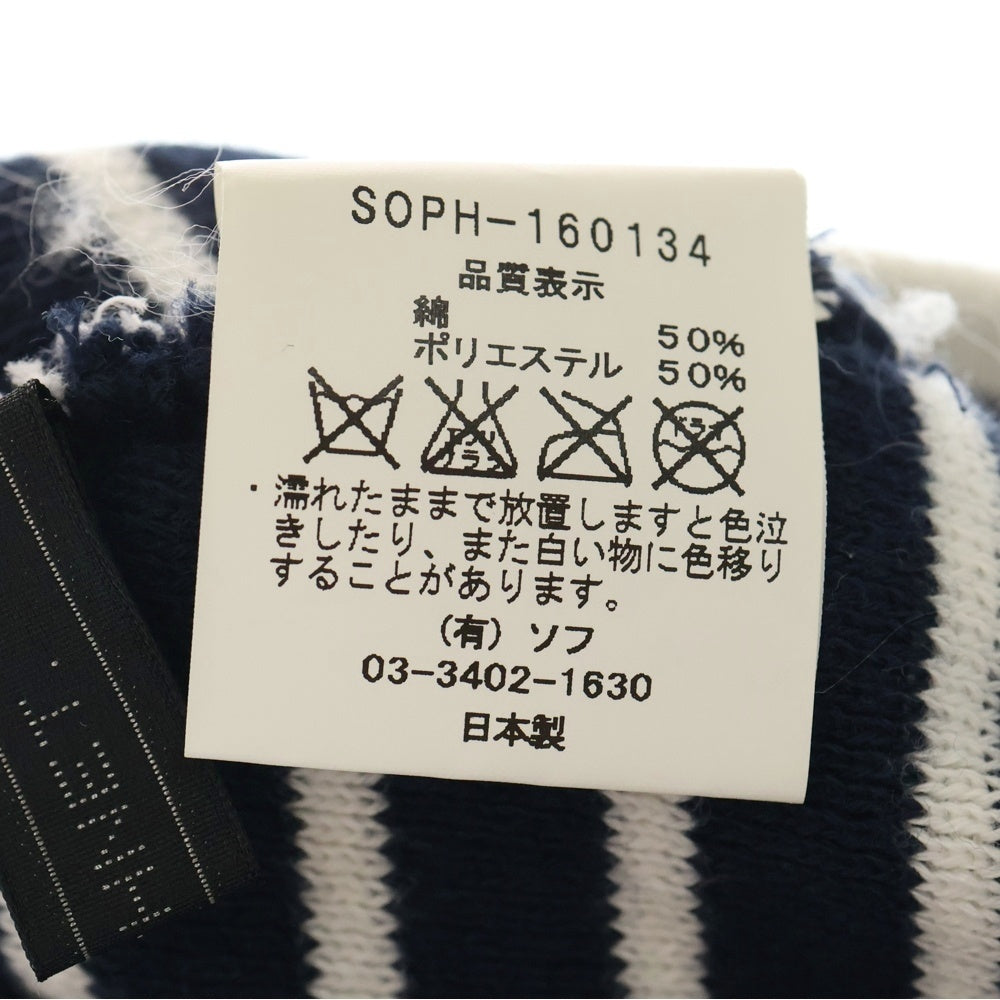 SOPH-160134
品質表示
綿 50%
ポリエステル 50%
ドライ
・濡れたままで放置しますと色泣
きしたり、また白い物に色移り
することがあります。
(有)ソフ
03-3402-1630
日本製